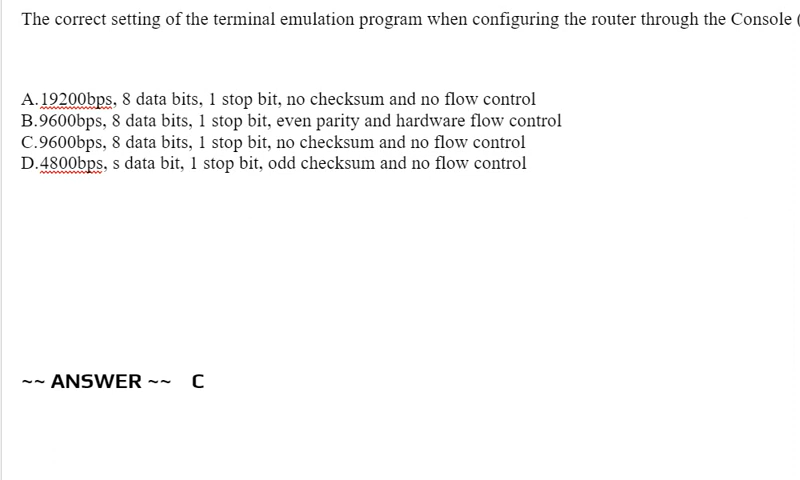 The correct setting of the terminal emulation program when configuring the router through the Console (
A.19200bps, 8 data bits, 1 stop bit, no checksum and no flow control
B.9600bps, 8 data bits, 1 stop bit, even parity and hardware flow control
C.9600bps, 8 data bits, 1 stop bit, no checksum and no flow control
D.4800bps, s data bit, 1 stop bit, odd checksum and no flow control
~~ ANSWER ~~ C